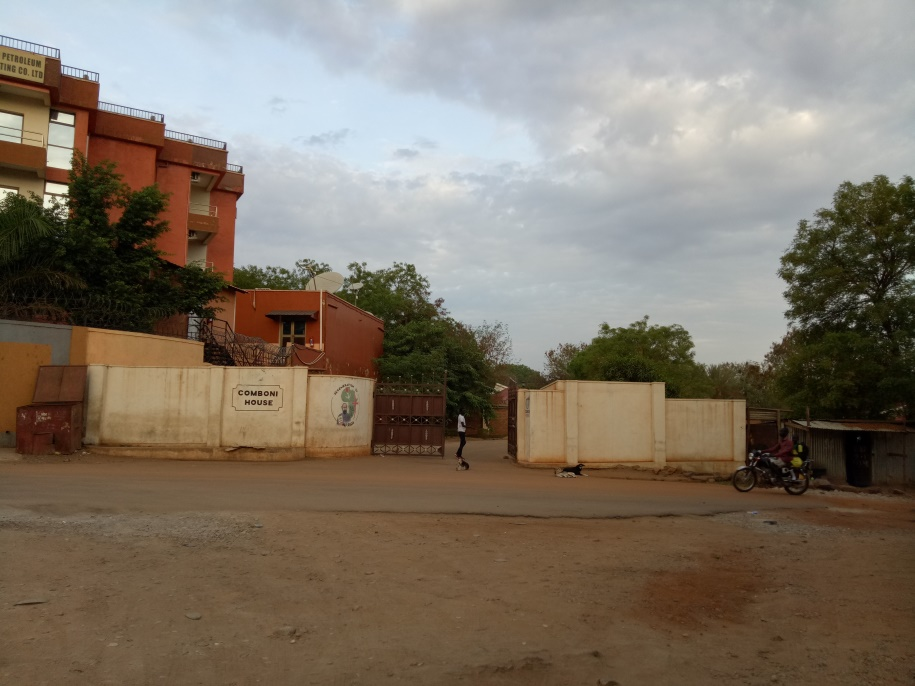 PETROLEUM
TING CO. LTD
COMBONI
HOUSE